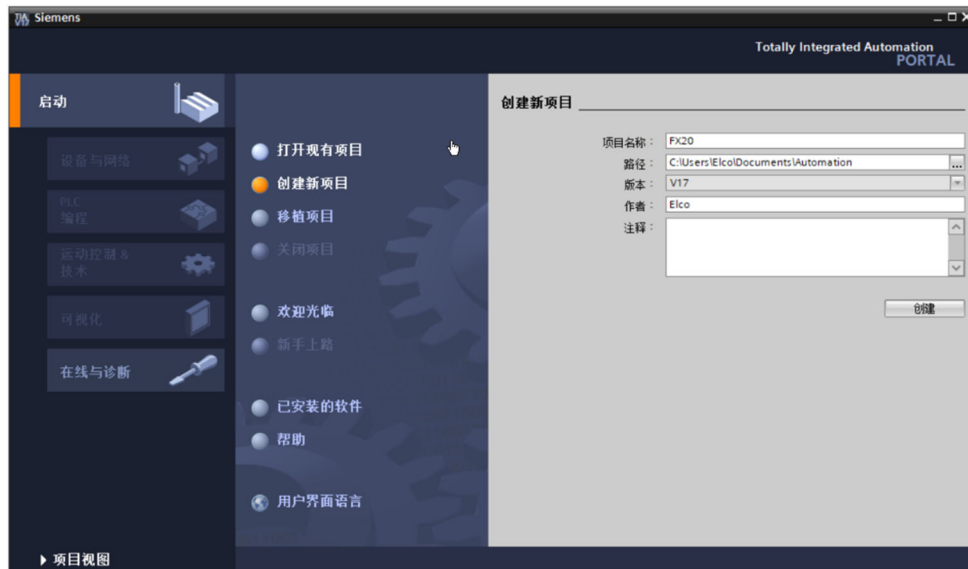 Siemens
Totally Integrated Automation
PORTAL
启动
设备与网络
PLC
编程
运动控制 &
技术
可视化
在线与诊断
项目视图
打开现有项目
创建新项目
移植项目
关闭项目
欢迎光临
新手上路
已安装的软件
帮助
用户界面语言
创建新项目
项目名称： FX20
路径： C:\Users\Elco\Documents\Automation ...
版本： V17
作者： Elco
注释：
创建